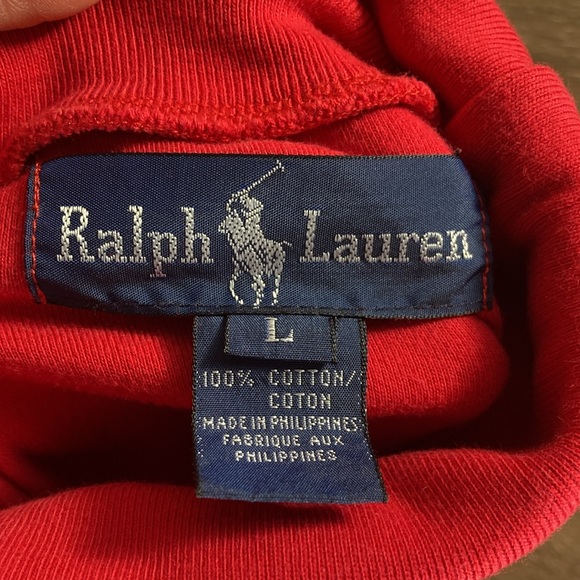 Ralph Lauren
L
100% COTTON/
COTON
MADE IN PHILIPPINES
FABRIQUE AUX
PHILIPPINES